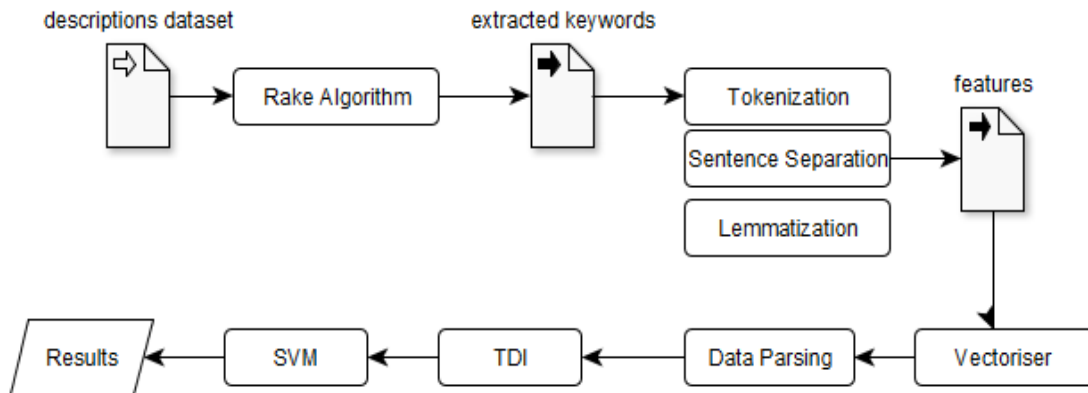 descriptions dataset
extracted keywords
features
Rake Algorithm
Tokenization
Sentence Separation
Lemmatization
Results
SVM
TDI
Data Parsing
Vectoriser